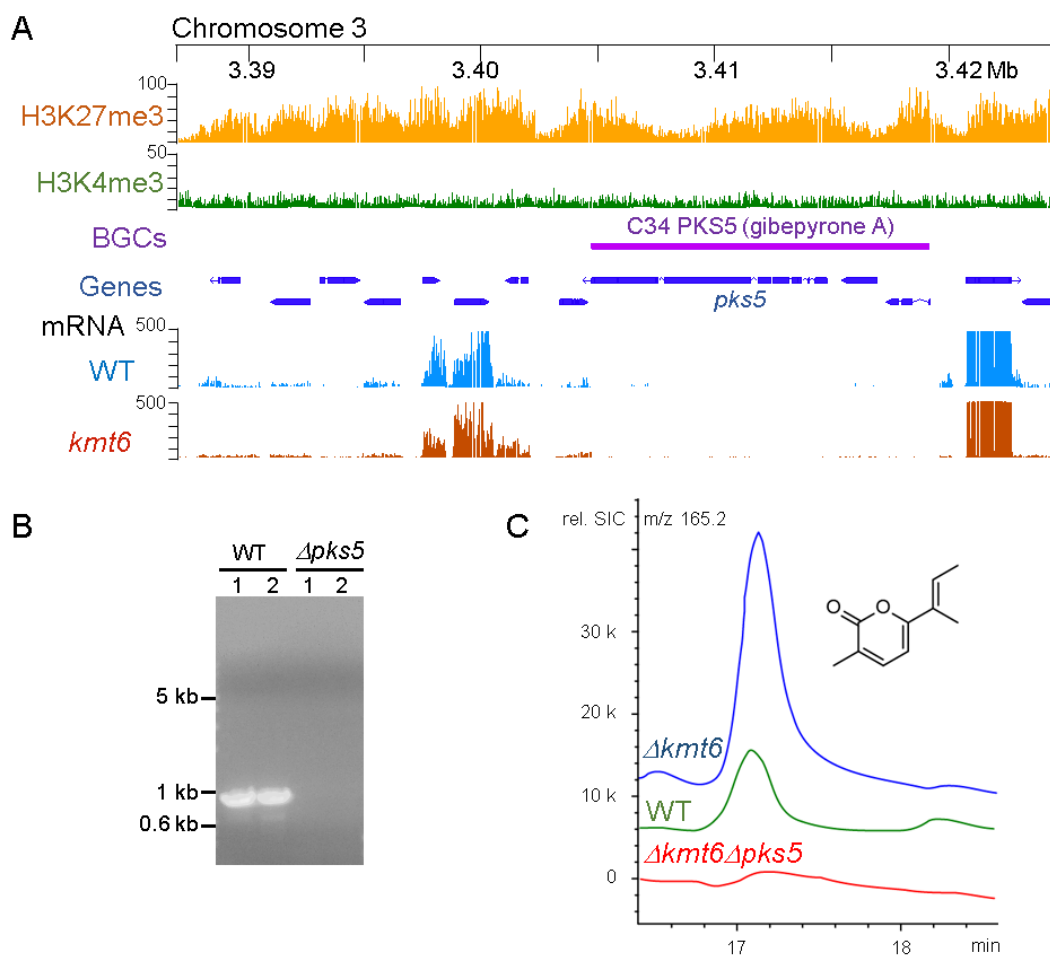 A
Chromosome 3
3.39 3.40 3.41 3.42 Mb
100
H3K27me3
50
H3K4me3
C34 PKS5 (gibepyrone A)
BGCs
Genes
pks5
mRNA
500
WT
500
kmt6
B
WT Δpks5
1 2 1 2
5 kb
1 kb
0.6 kb
C
rel. SIC m/z 165.2
O
O
30 k
20 k
Δkmt6
10 k
WT
Δkmt6Δpks5
0
17 18 min